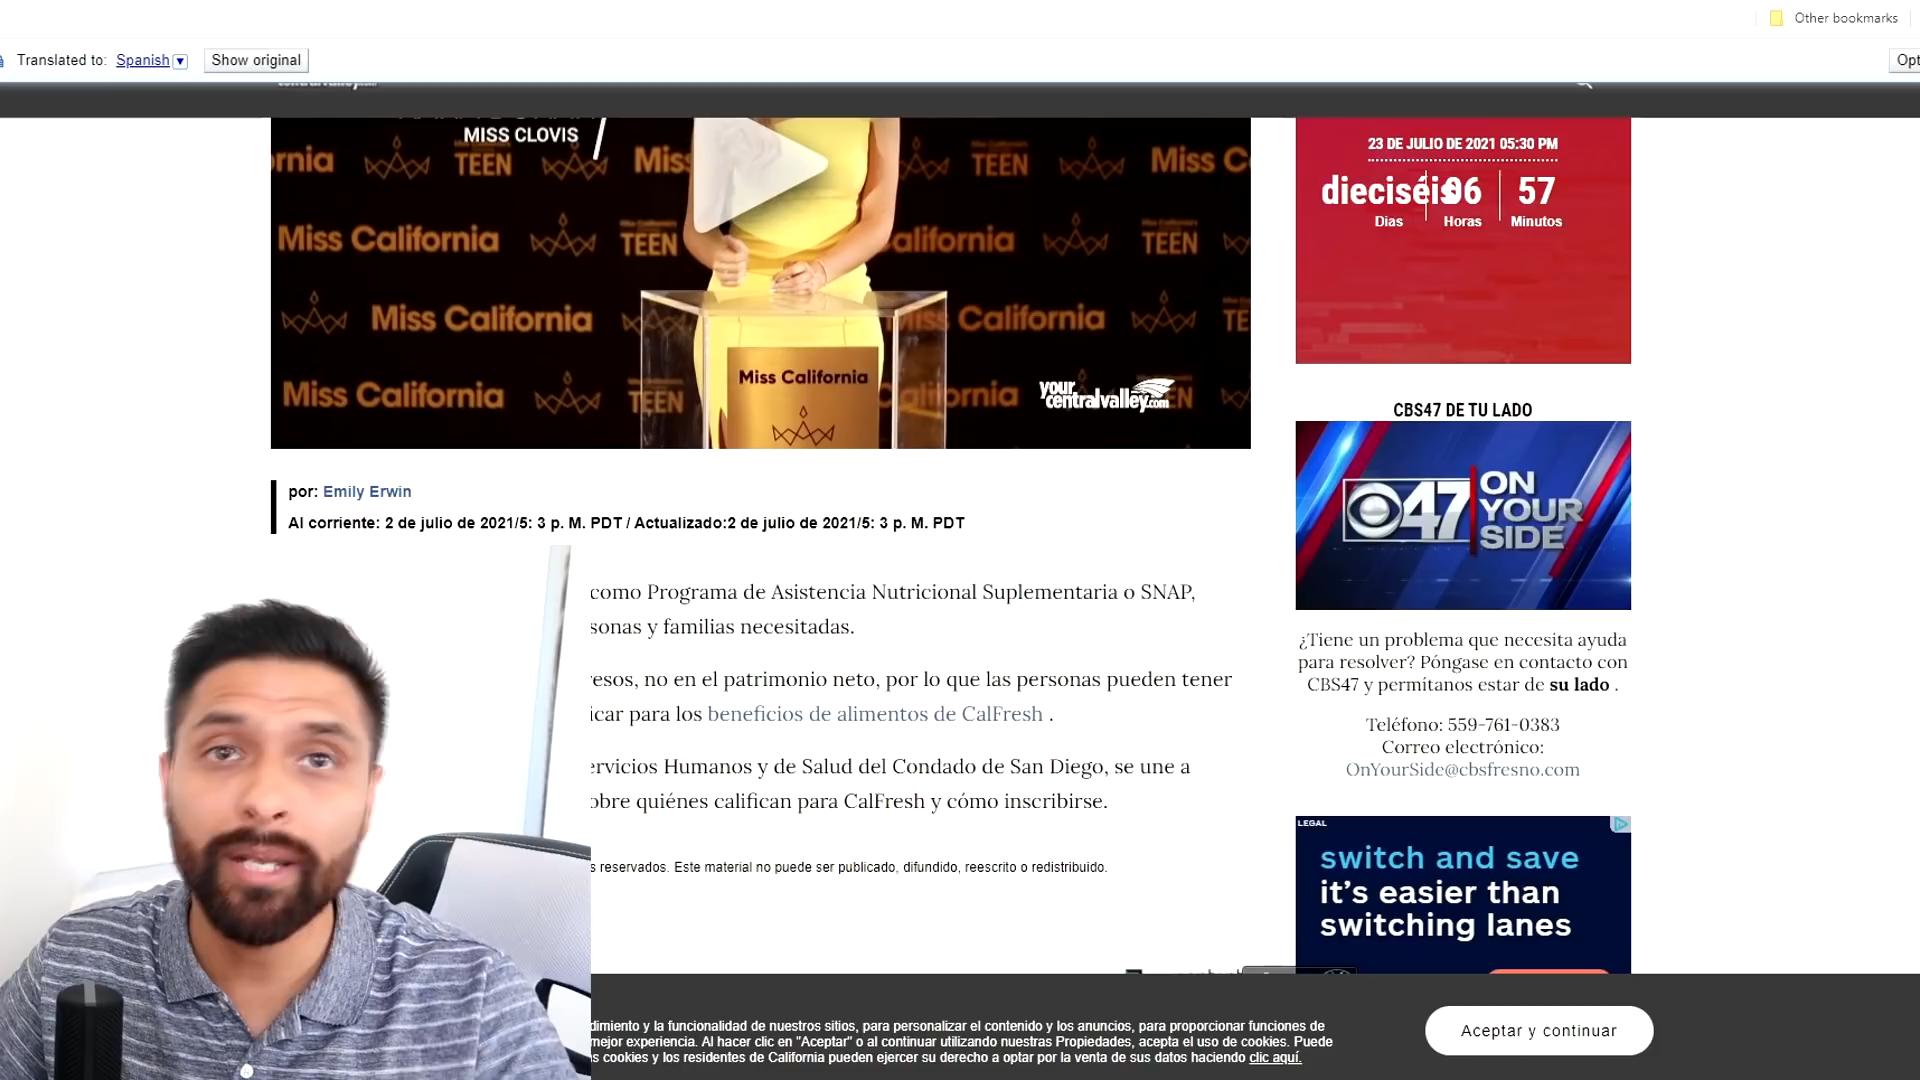 Other bookmarks
Translated to: Spanish
Show original
MISS CLOVIS
rnia TEEN Miss TEEN Miss C
Miss California TEEN alifornia TEEN
Miss California California TE
Miss California TEEN
Miss California
your
centralvalley.com
por: Emily Erwin
Al corriente: 2 de julio de 2021/5: 3 p. M. PDT / Actualizado:2 de julio de 2021/5: 3 p. M. PDT
como Programa de Asistencia Nutricional Suplementaria o SNAP,
sonas y familias necesitadas.
esos, no en el patrimonio neto, por lo que las personas pueden tener
icar para los beneficios de alimentos de CalFresh .
ervicios Humanos y de Salud del Condado de San Diego, se une a
obre quiénes califican para CalFresh y cómo inscribirse.
s reservados. Este material no puede ser publicado, difundido, reescrito o redistribuido.
23 DE JULIO DE 2021 05:30 PM
dieciséis 06 57
Dias Horas Minutos
CBS47 DE TU LADO
47 ON
YOUR
SIDE
¿Tiene un problema que necesita ayuda
para resolver? Póngase en contacto con
CBS47 y permítanos estar de su lado .
Teléfono: 559-761-0383
Correo electrónico:
OnYourSide@cbsfresno.com
LEGAL
switch and save
it's easier than
switching lanes
dimiento y la funcionalidad de nuestros sitios, para personalizar el contenido y los anuncios, para proporcionar funciones de
mejor experiencia. Al hacer clic en "Aceptar" o al continuar utilizando nuestras Propiedades, acepta el uso de cookies. Puede
s cookies y los residentes de California pueden ejercer su derecho a optar por la venta de sus datos haciendo clic aquí.
Aceptar y continuar